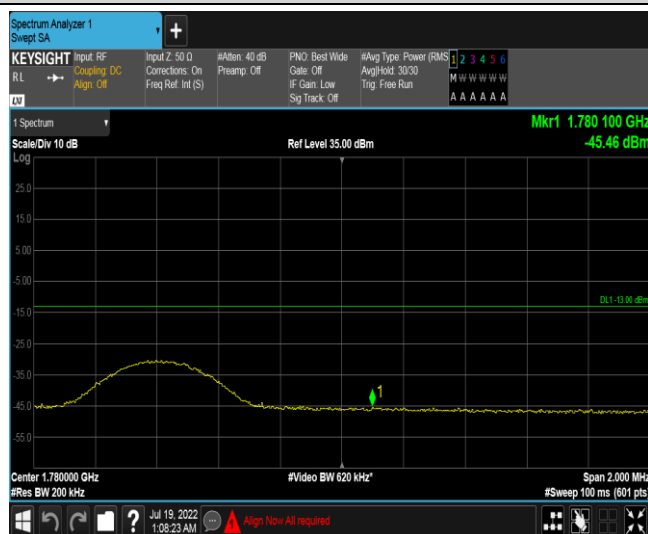 Spectrum Analyzer 1
Swept SA
+
KEYSIGHT Input: RF Input Z: 50 Ω #Atten: 40 dB PNO: Best Wide #Avg Type: Power (RMS 1 2 3 4 5 6
RL Coupling: DC Corrections: On Preamp: Off Gate: Off Avg|Hold: 30/30 M W W W W W
Align: Off Freq Ref: Int (S) IF Gain: Low Trig: Free Run
LXI Sig Track: Off A A A A A A
1 Spectrum Mkr1 1.780 100 GHz
Scale/Div 10 dB Ref Level 35.00 dBm -45.46 dBm
Log
25.0
15.0
5.00
-5.00
DL1 -13.00 dBm
-15.0
-25.0
-35.0
1
-45.0
-55.0
Center 1.780000 GHz #Video BW 620 kHz* Span 2.000 MHz
#Res BW 200 kHz #Sweep 100 ms (601 pts)
? Jul 19, 2022
1:08:23 AM Align Now All required